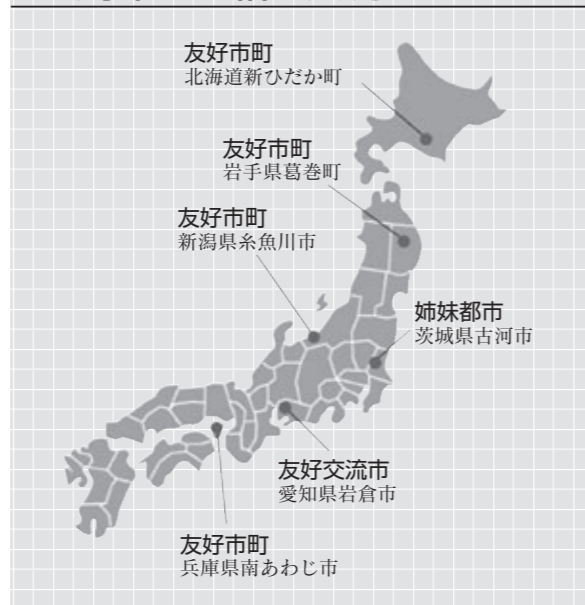 友好市町
北海道新ひだか町
友好市町
岩手県葛巻町
友好市町
新潟県糸魚川市
姉妹都市
茨城県古河市
友好交流市
愛知県岩倉市
友好市町
兵庫県南あわじ市